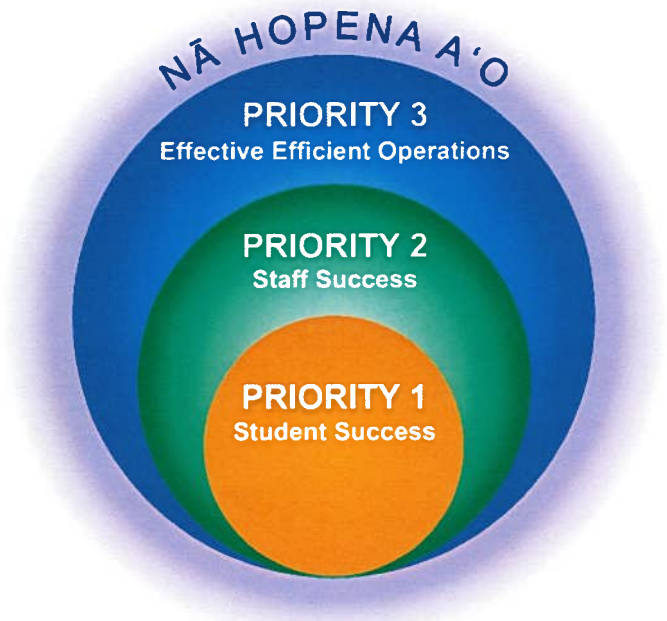 NĀ HOPENA AʻO
PRIORITY 3
Effective Efficient Operations
PRIORITY 2
Staff Success
PRIORITY 1
Student Success